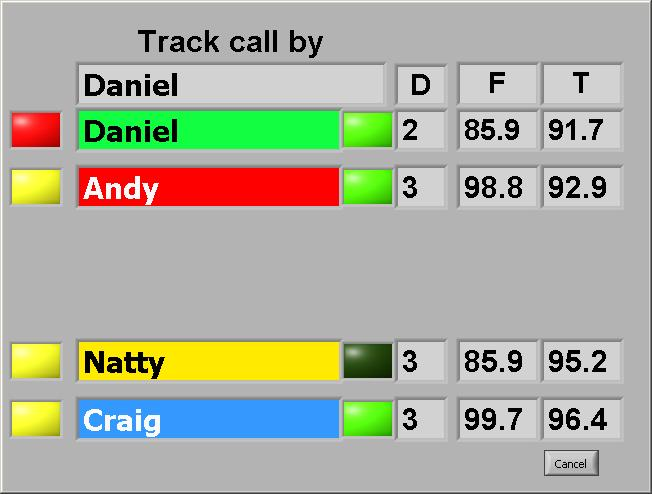 Track call by
Daniel D F T
Daniel 2 85.9 91.7
Andy 3 98.8 92.9
Natty 3 85.9 95.2
Craig 3 99.7 96.4
Cancel